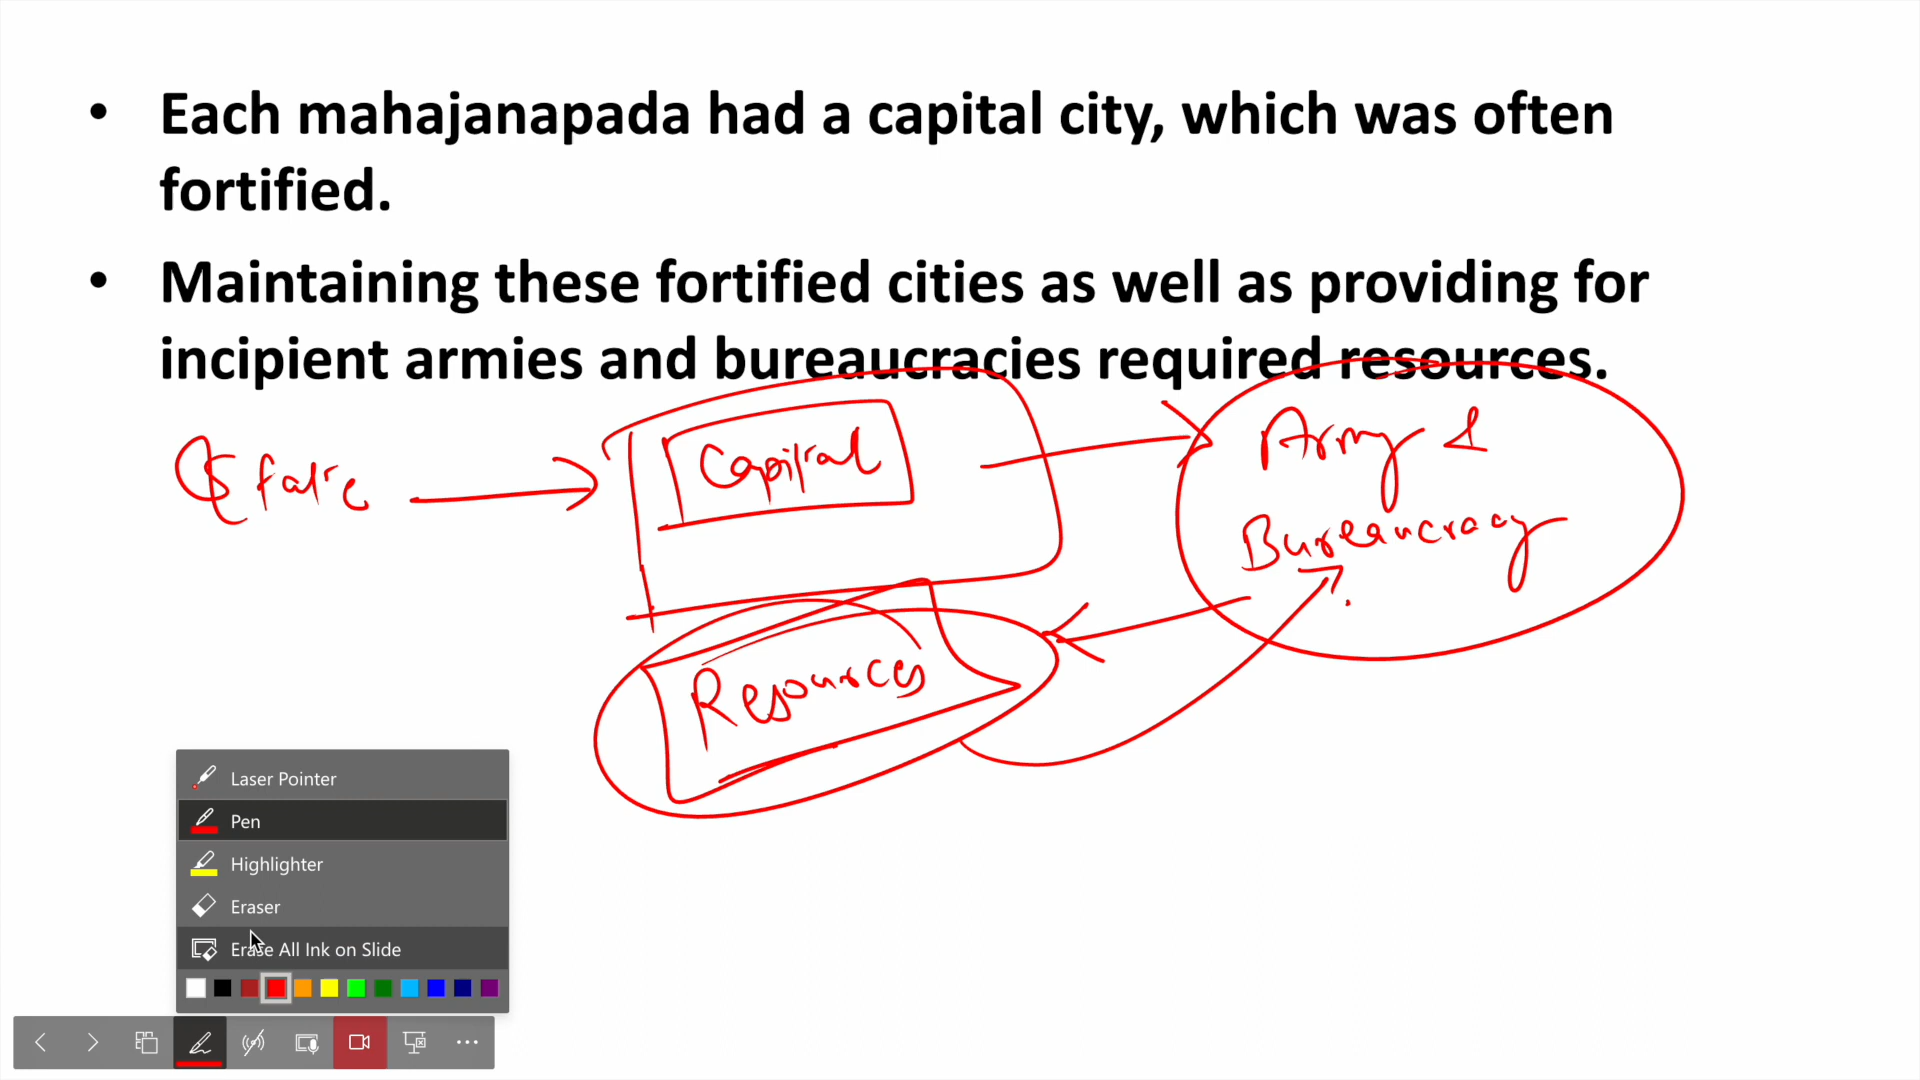 • Each mahajanapada had a capital city, which was often
fortified.
• Maintaining these fortified cities as well as providing for
incipient armies and bureaucracies required resources.
State
Capital
Army &
Bureaucracy
Resources
Laser Pointer
Pen
Highlighter
Eraser
Erase All Ink on Slide